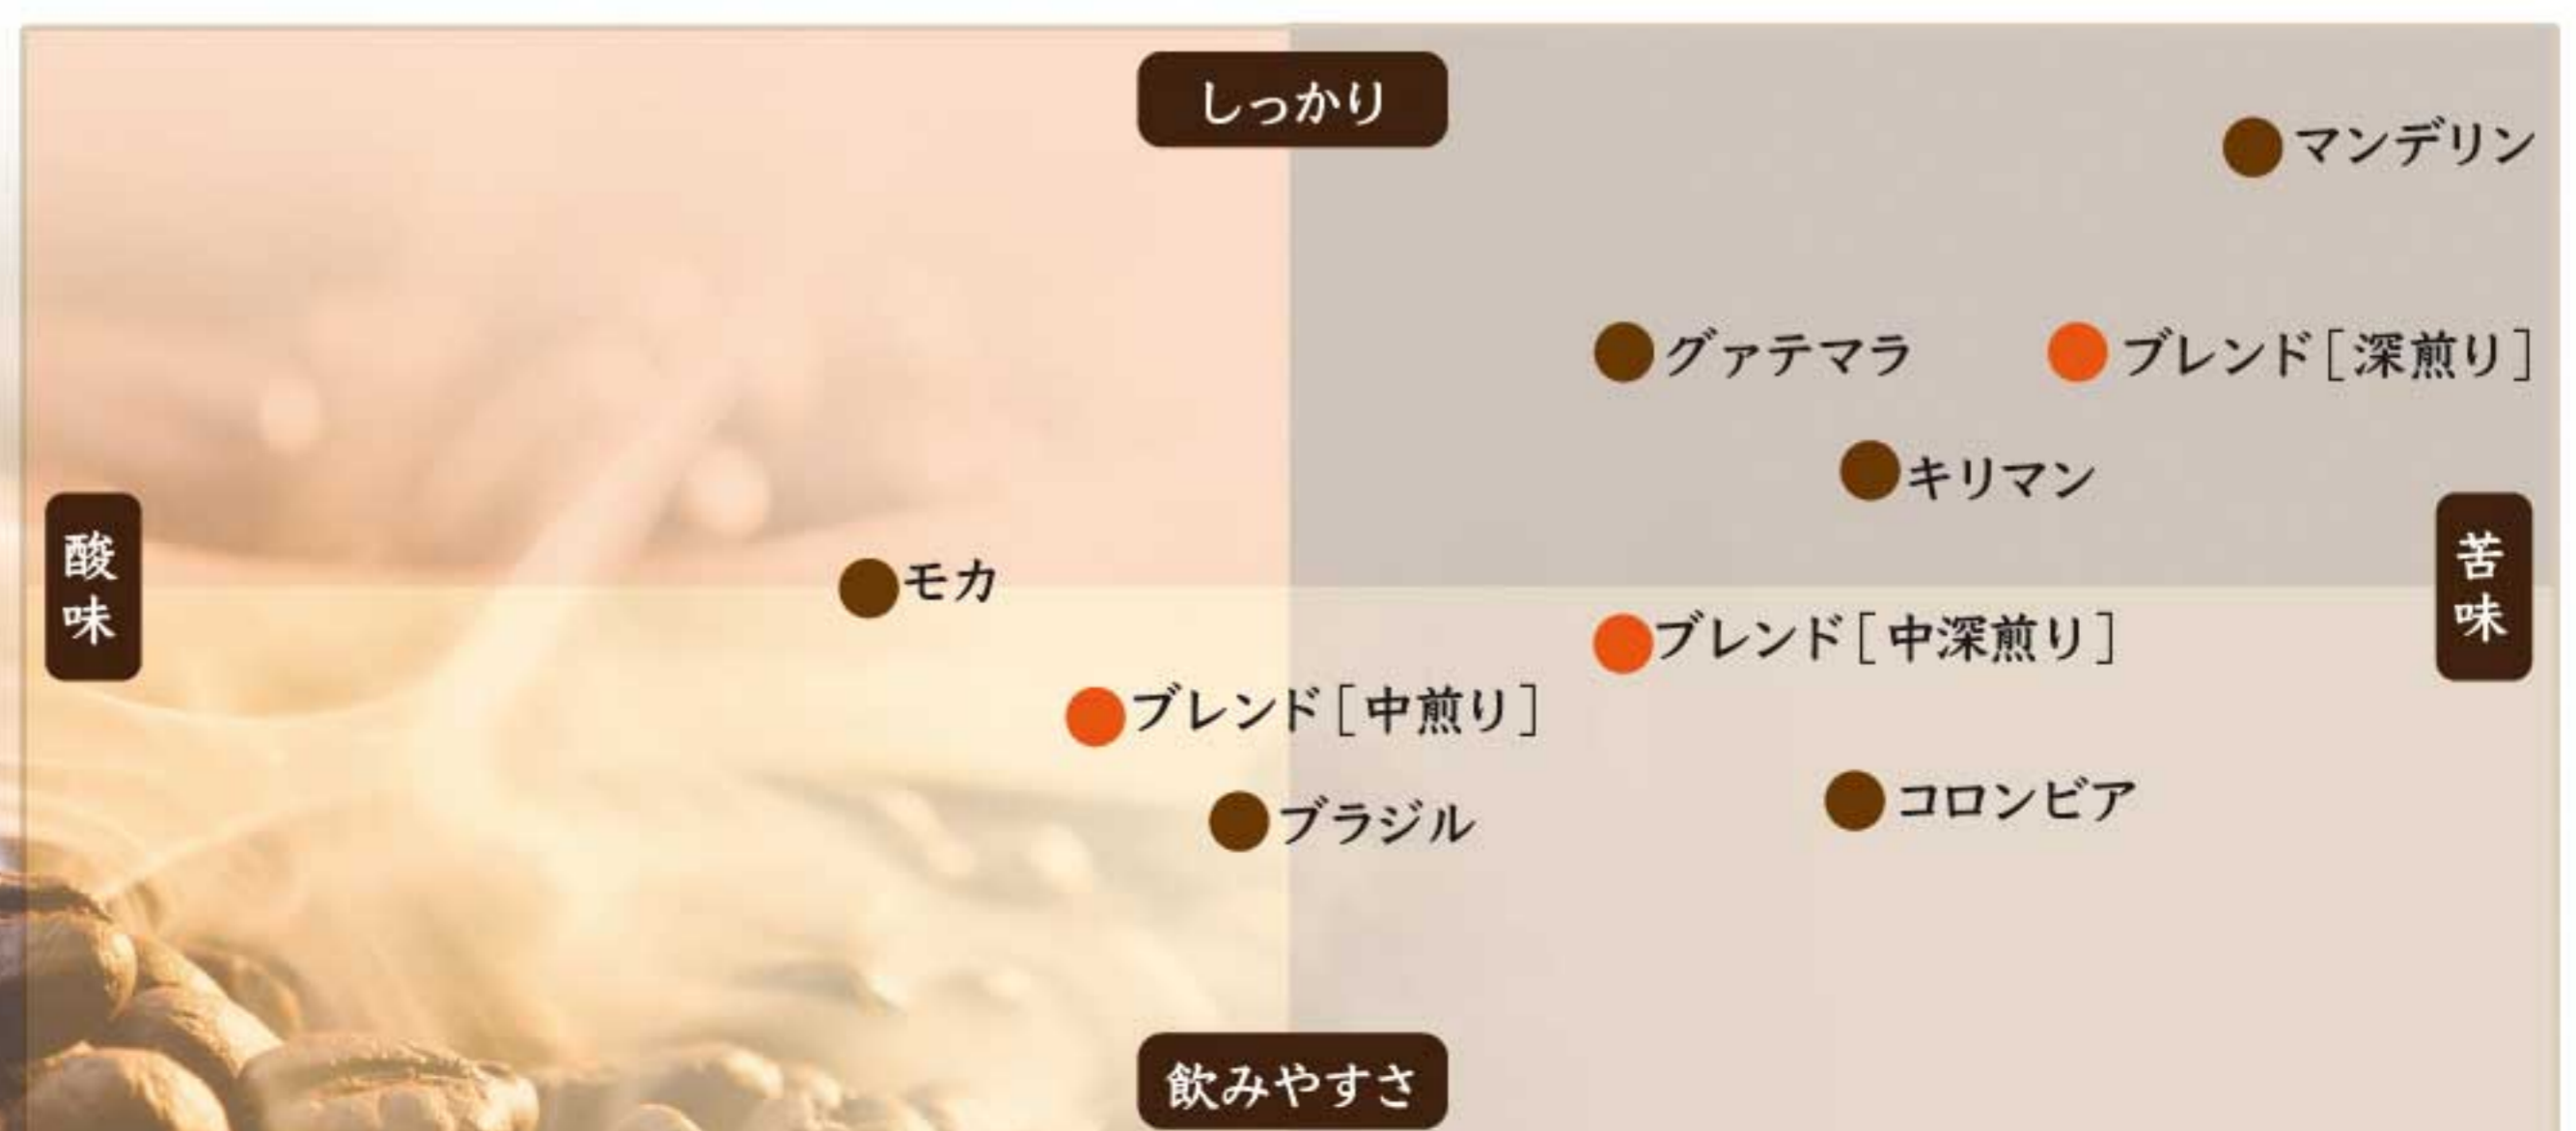 しっかり
マンデリン
グァテマラ
ブレンド［深煎り］
キリマン
酸味
苦味
モカ
ブレンド［中深煎り］
ブレンド［中煎り］
コロンビア
ブラジル
飲みやすさ